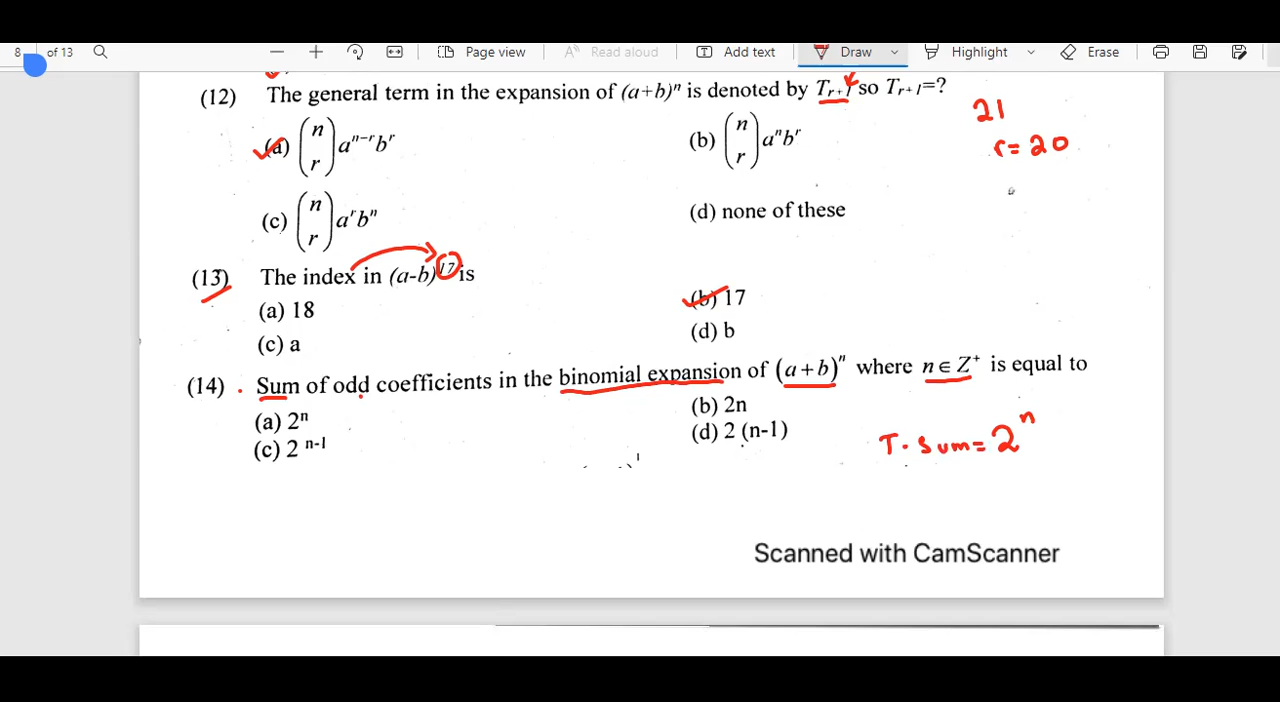 8 of 13 Page view Read aloud Add text Draw Highlight Erase
(12) The general term in the expansion of (a+b)ⁿ is denoted by Tr+1 so Tr+1=?
21
r = 20
(a) (n r) aⁿ⁻ʳbʳ (b) (n r) aⁿbʳ
(c) (n r) aʳbⁿ (d) none of these
(13) The index in (a-b)¹⁷ is
(a) 18 (b) 17
(c) a (d) b
(14) Sum of odd coefficients in the binomial expansion of (a+b)ⁿ where n∈Z⁺ is equal to
(a) 2ⁿ (b) 2n
(c) 2 ⁿ⁻¹ (d) 2 (n-1)
T. Sum = 2ⁿ
Scanned with CamScanner